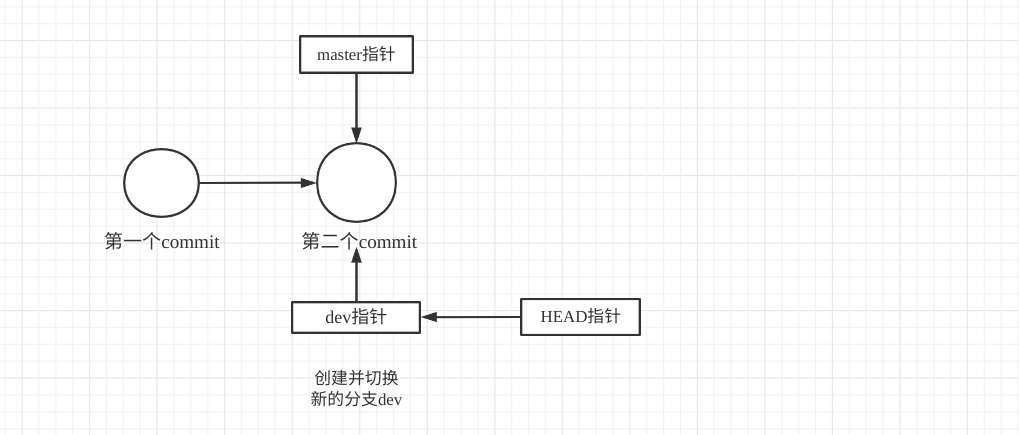 master指针
第一个commit
第二个commit
dev指针
HEAD指针
创建并切换
新的分支dev